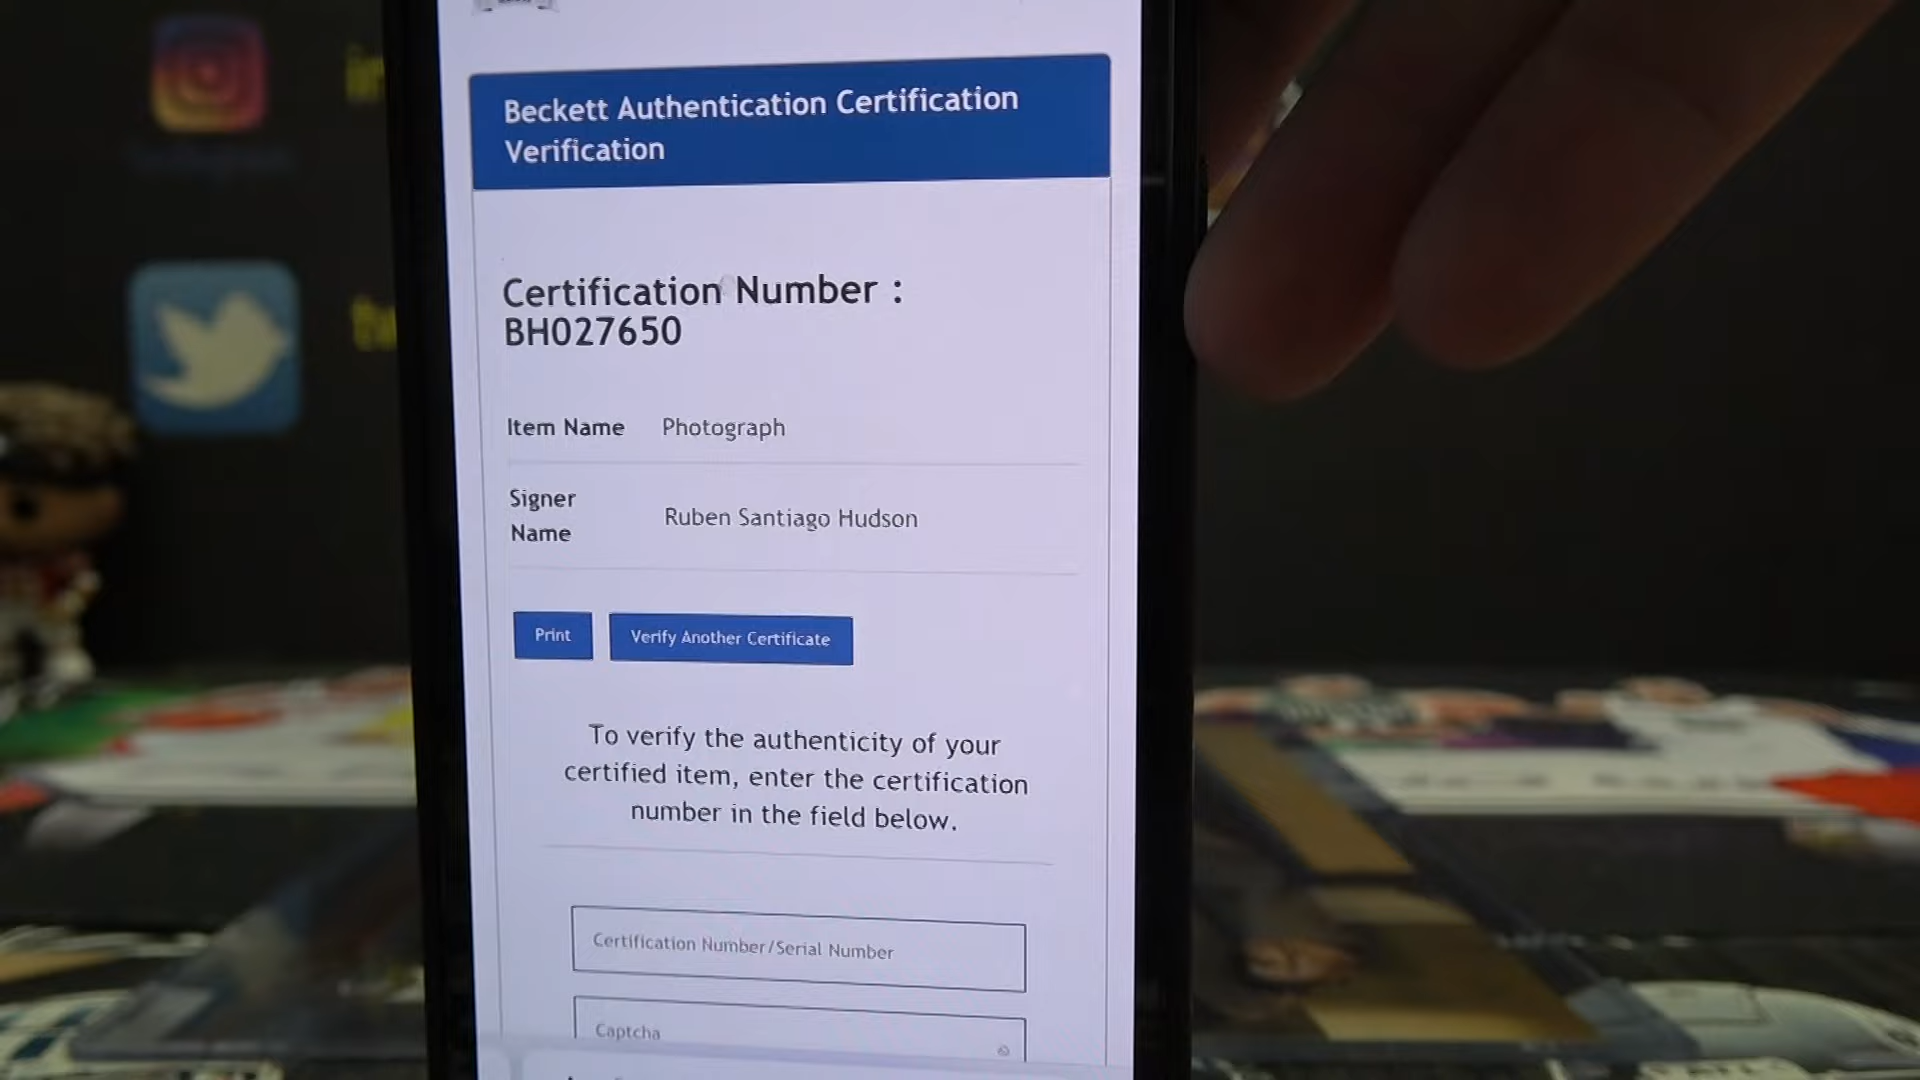 Beckett Authentication Certification
Verification
Certification Number :
BH027650
Item Name Photograph
Signer
Name
Ruben Santiago Hudson
Print
Verify Another Certificate
To verify the authenticity of your
certified item, enter the certification
number in the field below.
Certification Number/Serial Number
Captcha